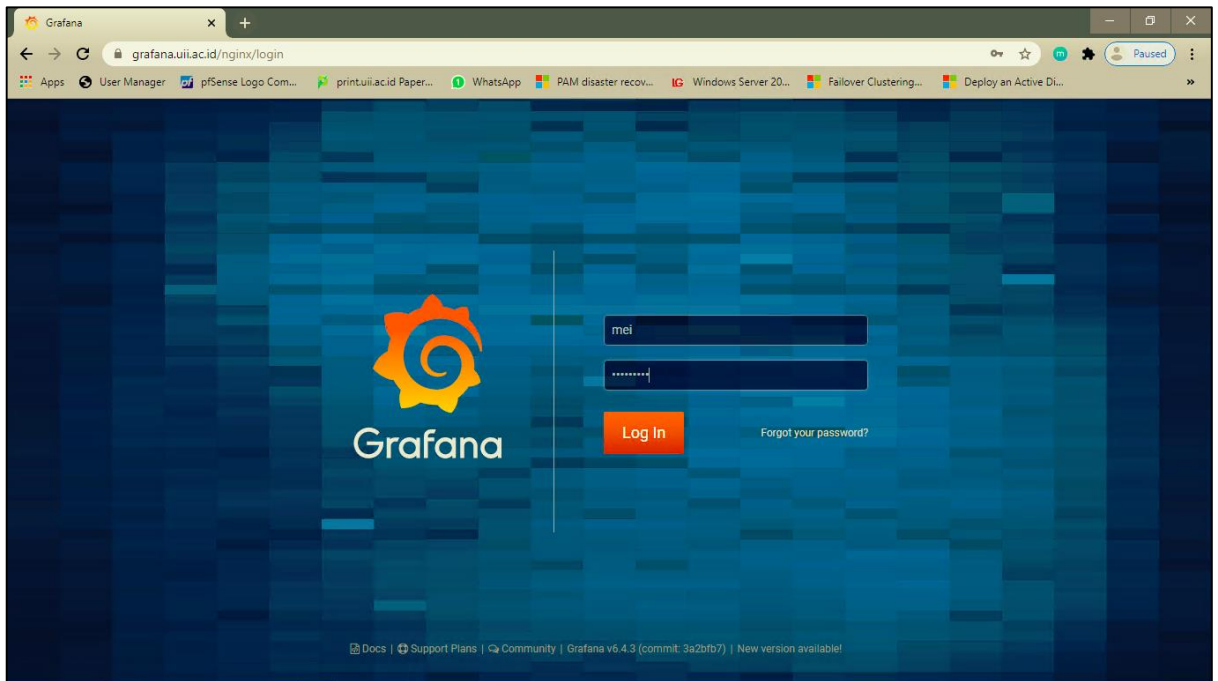 Grafana
grafana.uii.ac.id/nginx/login
Paused
Apps User Manager pfSense Logo Com... print.uii.ac.id Paper... WhatsApp PAM disaster recov... Windows Server 20... Failover Clustering... Deploy an Active Di... »
mei
•••••••••
Log In
Forgot your password?
Grafana
Docs | Support Plans | Community | Grafana v6.4.3 (commit: 3a2bfb7) | New version available!